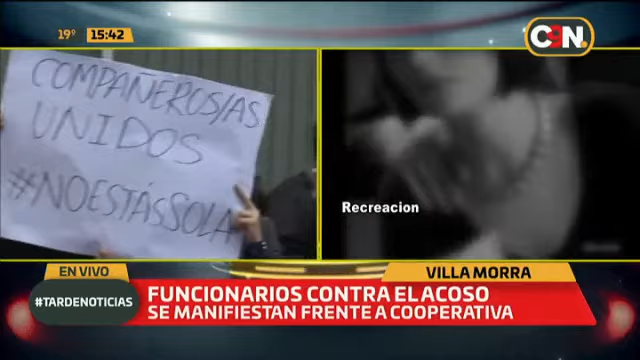 19°
15:42
C9N.
COMPAÑEROS/AS
UNIDOS
#NOESTÁSSOLA
Recreacion
EN VIVO
VILLA MORRA
#TARDENOTICIAS
FUNCIONARIOS CONTRA EL ACOSO
SE MANIFIESTAN FRENTE A COOPERATIVA